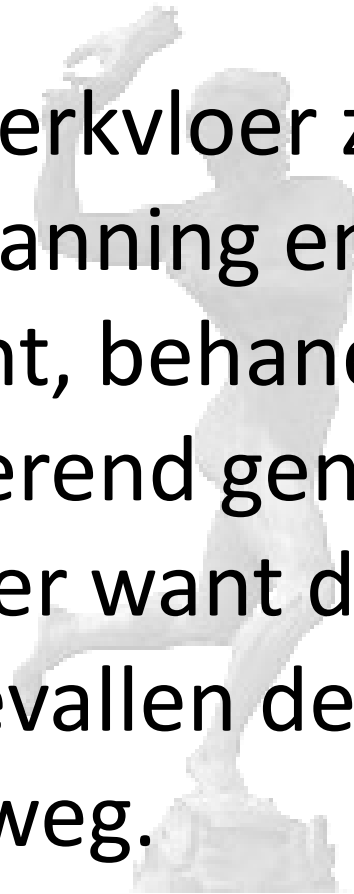 erkvloer z
anning en
nt, behand
erend gen
er want d
evallen de
weg.